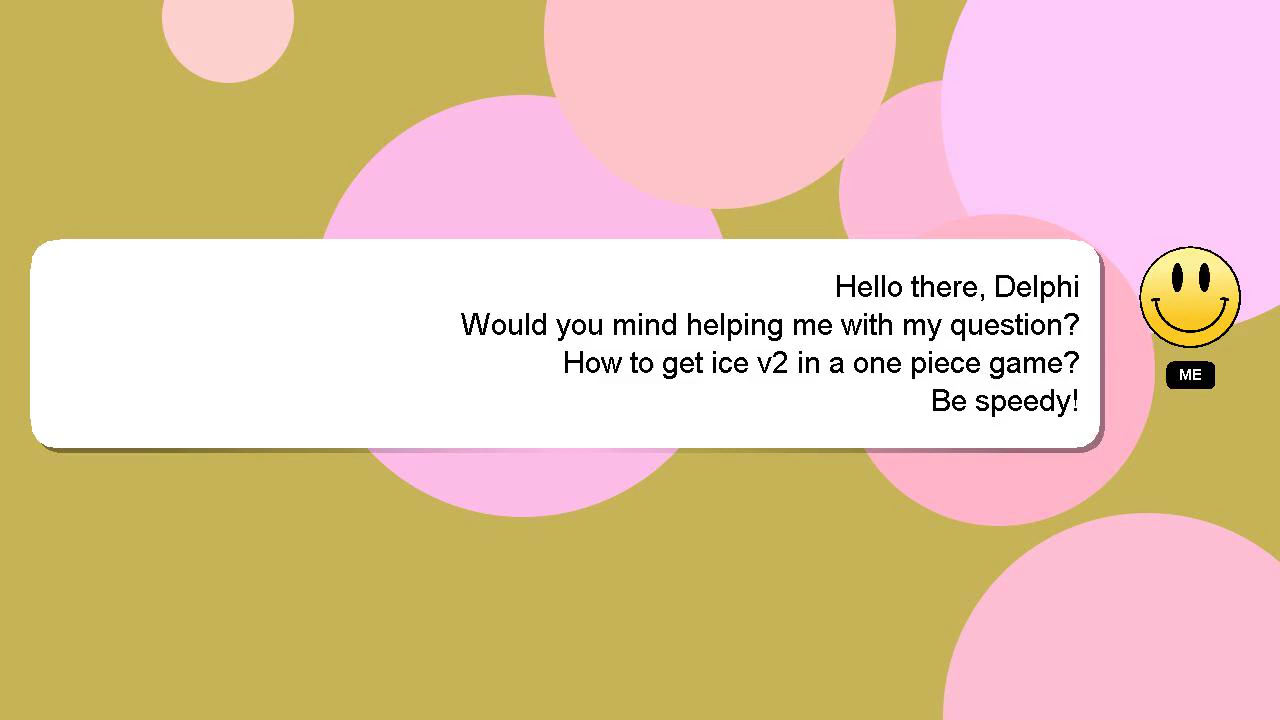 Hello there, Delphi
Would you mind helping me with my question?
How to get ice v2 in a one piece game?
Be speedy!
ME